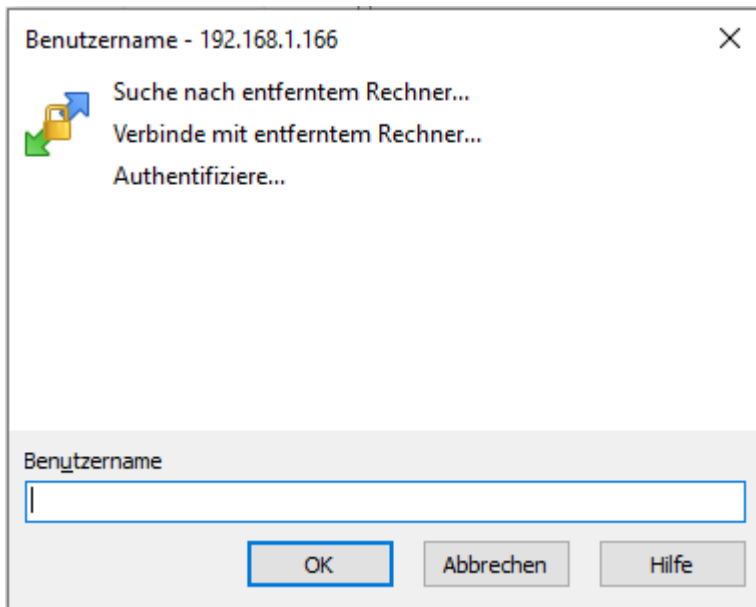 Benutzername - 192.168.1.166
Suche nach entferntem Rechner...
Verbinde mit entferntem Rechner...
Authentifiziere...
Benutzername
OK
Abbrechen
Hilfe